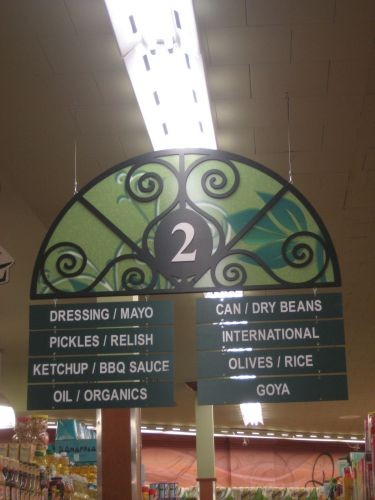 2
DRESSING / MAYO
PICKLES / RELISH
KETCHUP / BBQ SAUCE
OIL / ORGANICS
CAN / DRY BEANS
INTERNATIONAL
OLIVES / RICE
GOYA